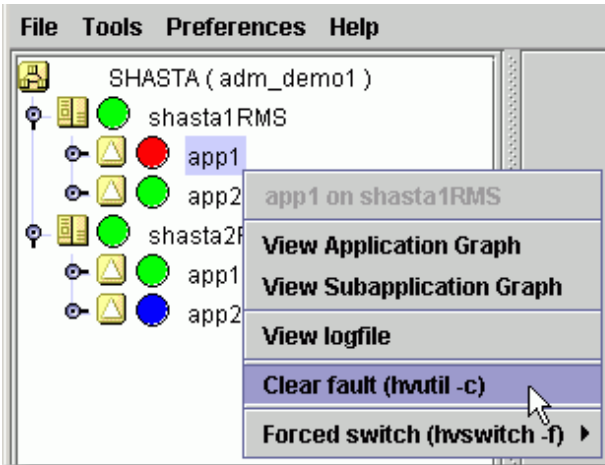 File Tools Preferences Help
SHASTA ( adm_demo1 )
shasta1RMS
app1
app2
app1 on shasta1RMS
View Application Graph
shasta2
View Subapplication Graph
app1
app2
View logfile
Clear fault (hvutil -c)
Forced switch (hvswitch -f)